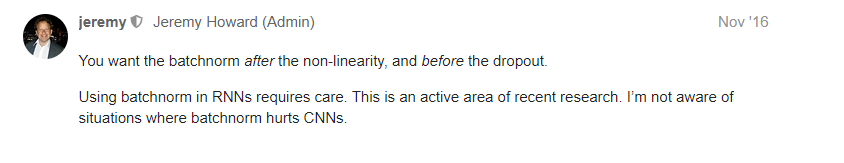 jeremy Jeremy Howard (Admin) Nov '16
You want the batchnorm after the non-linearity, and before the dropout.
Using batchnorm in RNNs requires care. This is an active area of recent research. I'm not aware of
situations where batchnorm hurts CNNs.